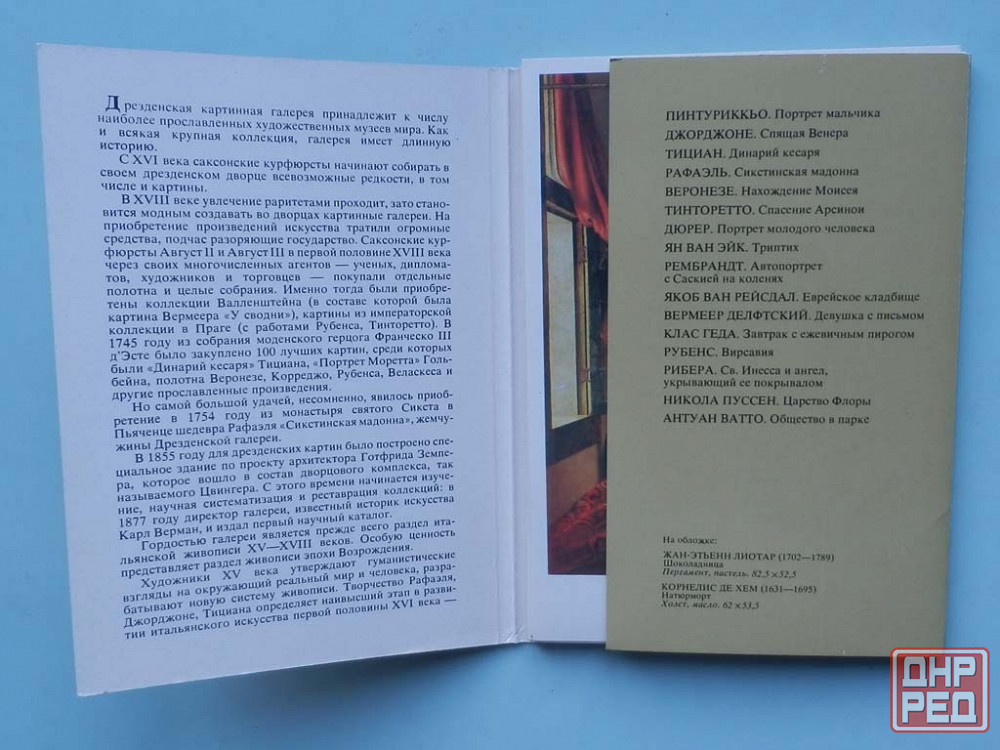 Дрезденская картинная галерея принадлежит к числу
наиболее прославленных художественных музеев мира. Как
и всякая крупная коллекция, галерея имеет длинную
историю.
С XVI века саксонские курфюрсты начинают собирать в
своем дрезденском дворце всевозможные редкости, в том
числе и картины.
В XVIII веке увлечение раритетами проходит, зато стано-
вится модным создавать во дворцах картинные галереи. На
приобретение произведений искусства тратили огромные
средства, подчас разоряющие государство. Саксонские кур-
фюрсты Август II и Август III в первой половине XVIII века
через своих многочисленных агентов — ученых, диплома-
тов, художников и торговцев — покупали отдельные
полотна и целые собрания. Именно тогда были приобре-
тены коллекции Валленштейна (в составе которой была
картина Вермеера «У сводни»), картины из императорской
коллекции в Праге (с работами Рубенса, Тинторетто). В
1745 году из собрания моденского герцога Франческо III
д'Эсте было закуплено 100 лучших картин, среди которых
были «Динарий кесаря» Тициана, «Портрет Моретта» Голь-
бейна, полотна Веронезе, Корреджо, Рубенса, Веласкеса и
другие прославленные произведения.
Но самой большой удачей, несомненно, явилось приоб-
ретение в 1754 году из монастыря святого Сикста в
Пьяченце шедевра Рафаэля «Сикстинская мадонна», жемчу-
жины Дрезденской галереи.
В 1855 году для дрезденских картин было построено спе-
циальное здание по проекту архитектора Готфрида Земпе-
ра, которое вошло в состав дворцового комплекса, так
называемого Цвингера. С этого времени начинается изуче-
ние, научная систематизация и реставрация коллекций: в
1877 году директор галереи, известный историк искусства
Карл Верман, и издал первый научный каталог.
Гордостью галереи является прежде всего раздел ита-
льянской живописи XV—XVIII веков. Особую ценность
представляет раздел живописи эпохи Возрождения.
Художники XV века утверждают гуманистические
взгляды на окружающий реальный мир и человека, разра-
батывают новую систему живописи. Творчество Рафаэля,
Джорджоне, Тициана определяет наивысший этап в разви-
тии итальянского искусства первой половины XVI века —
ПИНТУРИККЬО. Портрет мальчика
ДЖОРДЖОНЕ. Спящая Венера
ТИЦИАН. Динарий кесаря
РАФАЭЛЬ. Сикстинская мадонна
ВЕРОНЕЗЕ. Нахождение Моисея
ТИНТОРЕТТО. Спасение Арсинои
ДЮРЕР. Портрет молодого человека
ЯН ВАН ЭЙК. Триптих
РЕМБРАНДТ. Автопортрет
с Саскией на коленях
ЯКОБ ВАН РЕЙСДАЛ. Еврейское кладбище
ВЕРМЕЕР ДЕЛФТСКИЙ. Девушка с письмом
КЛАС ГЕДА. Завтрак с ежевичным пирогом
РУБЕНС. Вирсавия
РИБЕРА. Св. Инесса и ангел,
укрывающий ее покрывалом
НИКОЛА ПУССЕН. Царство Флоры
АНТУАН ВАТТО. Общество в парке
На обложке:
ЖАН-ЭТЬЕНН ЛИОТАР (1702—1789)
Шоколадница
Пергамент, пастель. 82,5 × 52,5
КОРНЕЛИС ДЕ ХЕМ (1631—1695)
Натюрморт
Холст, масло. 62 × 53,5
ДНР
РЕД